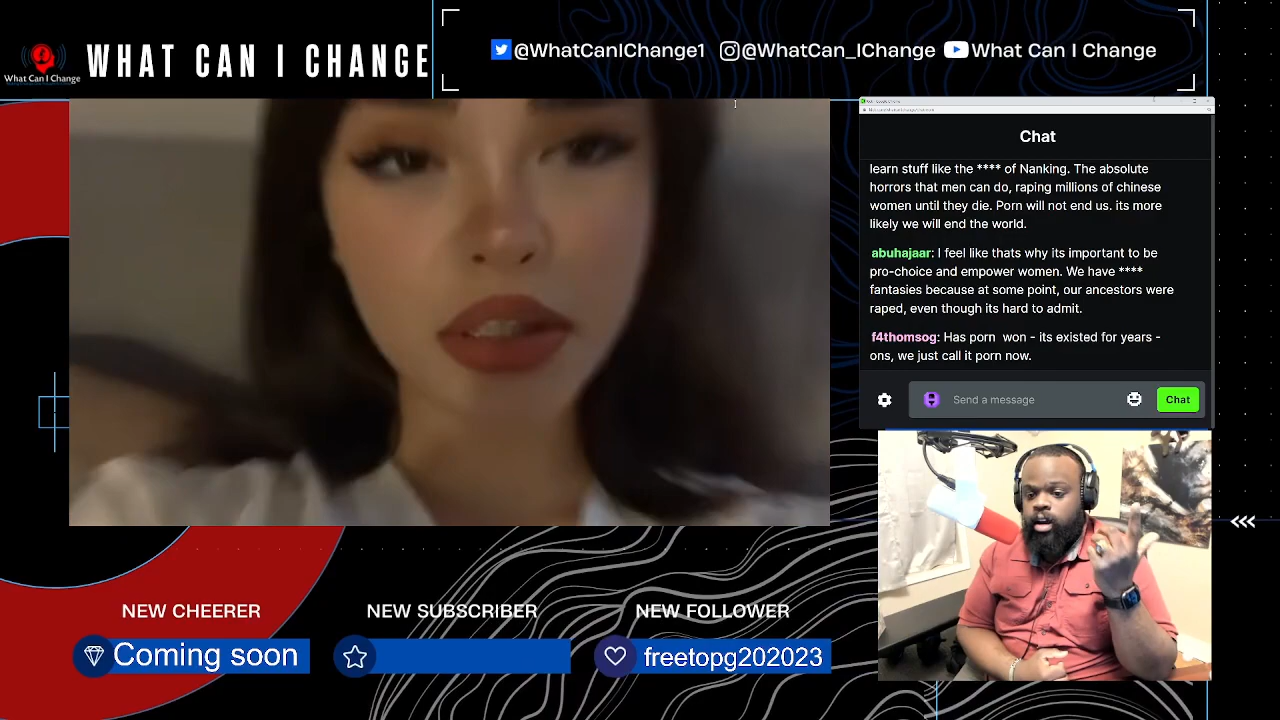 What Can I Change
WHAT CAN I CHANGE
@WhatCanIChange1 @WhatCan_IChange What Can I Change
Chat
learn stuff like the **** of Nanking. The absolute
horrors that men can do, raping millions of chinese
women until they die. Porn will not end us. its more
likely we will end the world.
abuhajaar: I feel like thats why its important to be
pro-choice and empower women. We have ****
fantasies because at some point, our ancestors were
raped, even though its hard to admit.
f4thomsog: Has porn won - its existed for years -
ons, we just call it porn now.
Send a message
Chat
NEW CHEERER
NEW SUBSCRIBER
NEW FOLLOWER
Coming soon
freetopg202023